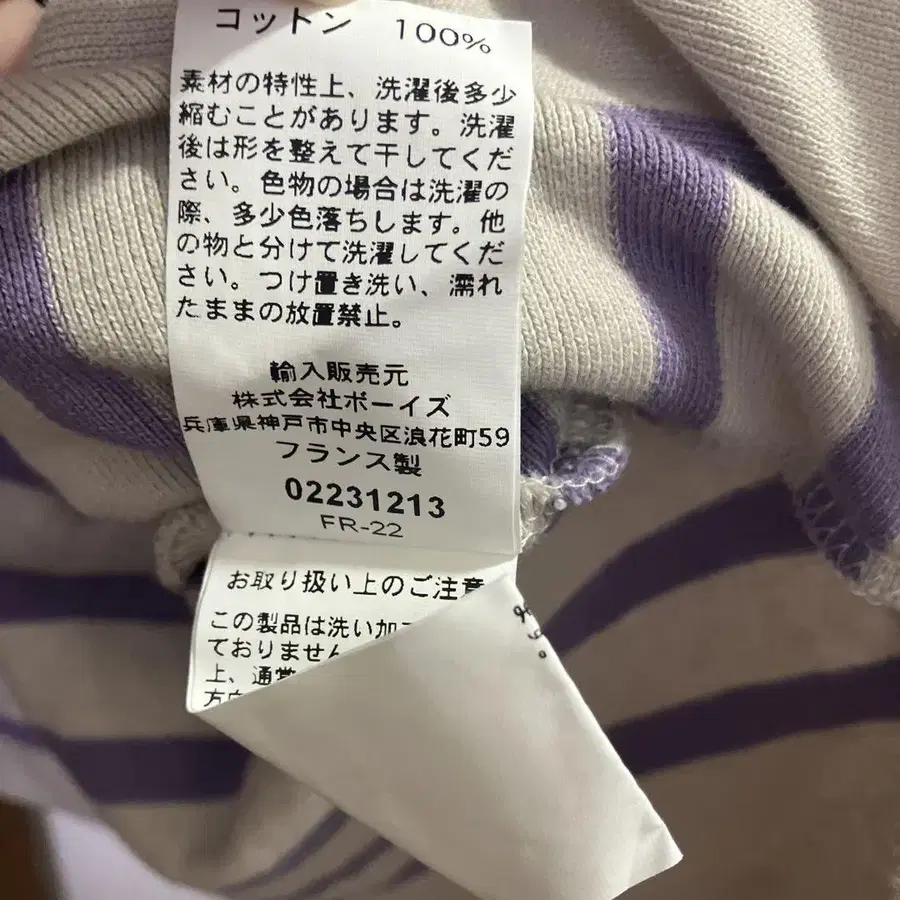 コットン 100%
素材の特性上、洗濯後多少
縮むことがあります。洗濯
後は形を整えて干してくだ
さい。色物の場合は洗濯の
際、多少色落ちします。他
の物と分けて洗濯してくだ
さい。つけ置き洗い、濡れ
たままの放置禁止。
輸入販売元
株式会社ボーイズ
兵庫県神戸市中央区浪花町59
フランス製
02231213
FR-22
お取り扱い上のご注意
この製品は洗い加
ておりません
上、通常
方向